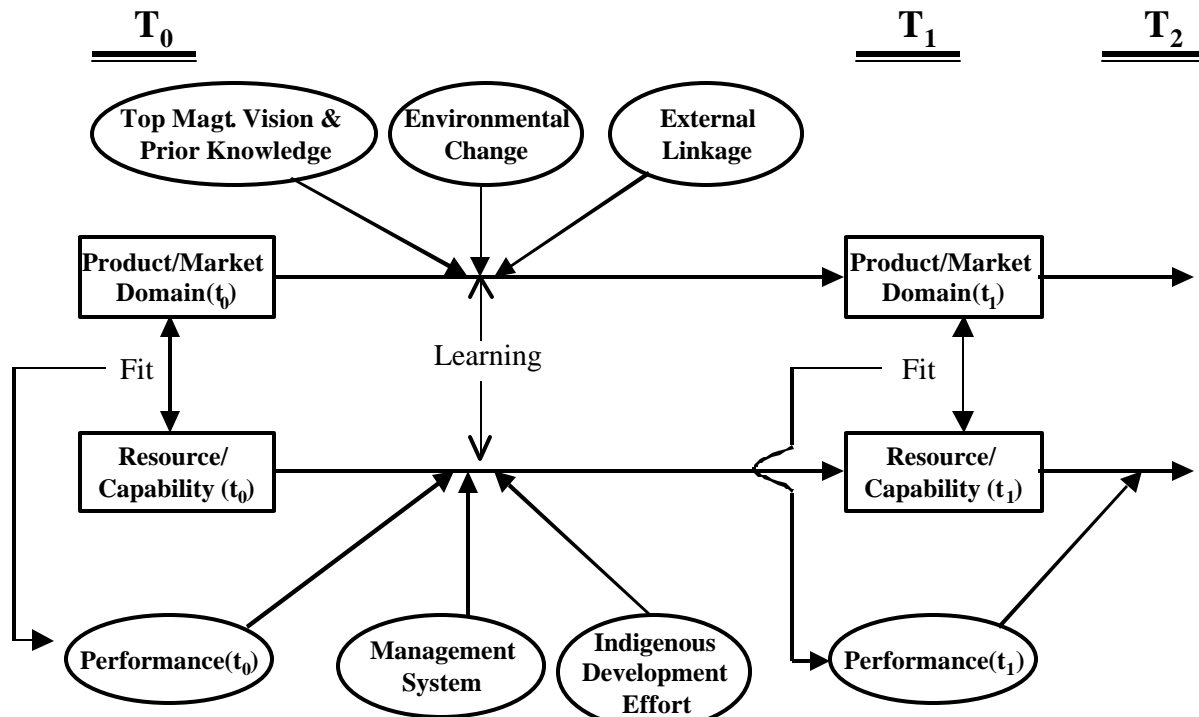 T₀ T₁ T₂
Top Magt. Vision &
Prior Knowledge
Environmental
Change
External
Linkage
Product/Market
Domain(t₀)
Product/Market
Domain(t₁)
Fit
Learning
Fit
Resource/
Capability (t₀)
Resource/
Capability (t₁)
Performance(t₀)
Management
System
Indigenous
Development
Effort
Performance(t₁)